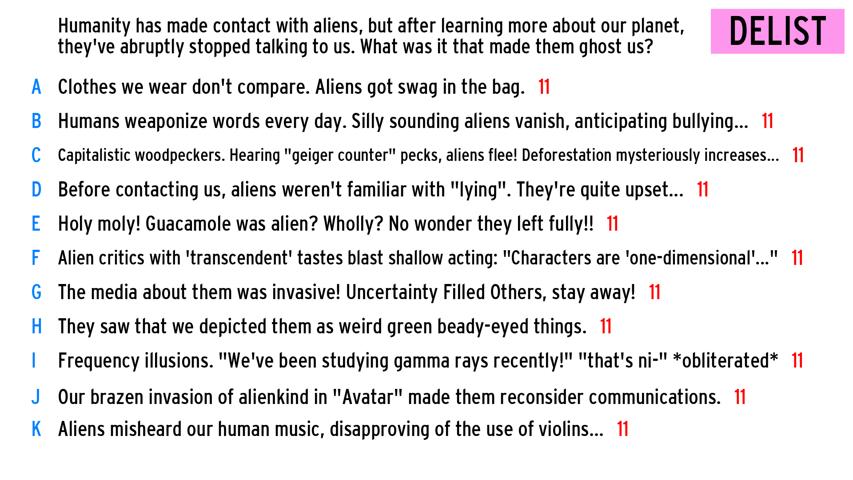 Humanity has made contact with aliens, but after learning more about our planet,
they've abruptly stopped talking to us. What was it that made them ghost us?
DELIST
A Clothes we wear don't compare. Aliens got swag in the bag. 11
B Humans weaponize words every day. Silly sounding aliens vanish, anticipating bullying... 11
C Capitalistic woodpeckers. Hearing "geiger counter" pecks, aliens flee! Deforestation mysteriously increases... 11
D Before contacting us, aliens weren't familiar with "lying". They're quite upset... 11
E Holy moly! Guacamole was alien? Wholly? No wonder they left fully!! 11
F Alien critics with 'transcendent' tastes blast shallow acting: "Characters are 'one-dimensional'..." 11
G The media about them was invasive! Uncertainty Filled Others, stay away! 11
H They saw that we depicted them as weird green beady-eyed things. 11
I Frequency illusions. "We've been studying gamma rays recently!" "that's ni-" *obliterated* 11
J Our brazen invasion of alienkind in "Avatar" made them reconsider communications. 11
K Aliens misheard our human music, disapproving of the use of violins... 11